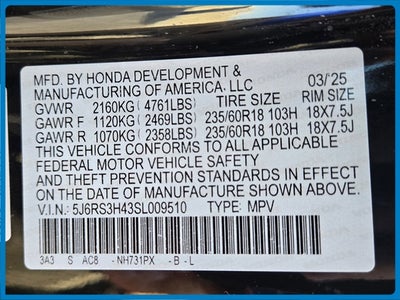 MFD. BY HONDA DEVELOPMENT &
MANUFACTURING OF AMERICA, LLC 03/25
GVWR 2160KG (4761LBS) TIRE SIZE RIM SIZE
GAWR F 1120KG (2469LBS) 235/60R18 103H 18X7.5J
GAWR R 1070KG (2358LBS) 235/60R18 103H 18X7.5J
THIS VEHICLE CONFORMS TO ALL APPLICABLE
FEDERAL MOTOR VEHICLE SAFETY
AND THEFT PREVENTION STANDARDS IN EFFECT
ON THE DATE OF MANUFACTURE SHOWN ABOVE.
V.I.N.: 5J6RS3H43SL009510 TYPE: MPV
3A3 S AC8 - NH731PX - B - L